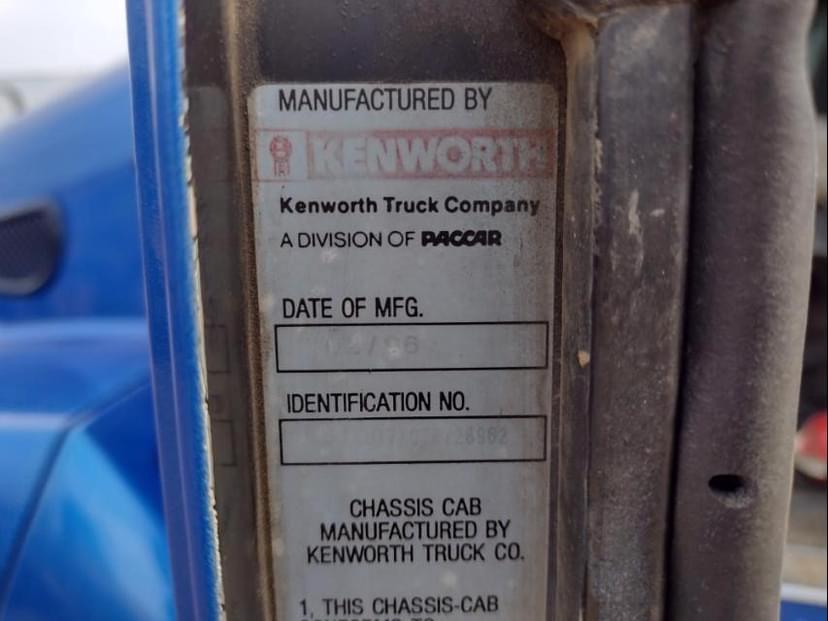 MANUFACTURED BY
KENWORTH
Kenworth Truck Company
A DIVISION OF PACCAR
DATE OF MFG.
IDENTIFICATION NO.
CHASSIS CAB
MANUFACTURED BY
KENWORTH TRUCK CO.
1, THIS CHASSIS-CAB